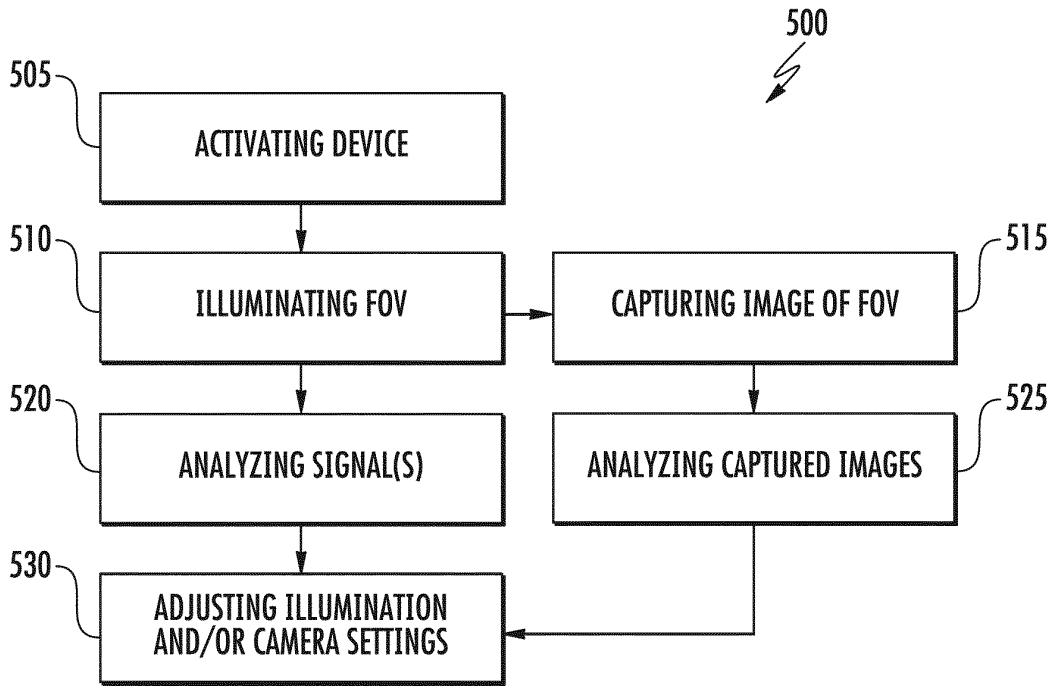 500
505
ACTIVATING DEVICE
510
ILLUMINATING FOV
515
CAPTURING IMAGE OF FOV
520
ANALYZING SIGNAL(S)
525
ANALYZING CAPTURED IMAGES
530
ADJUSTING ILLUMINATION
AND/OR CAMERA SETTINGS